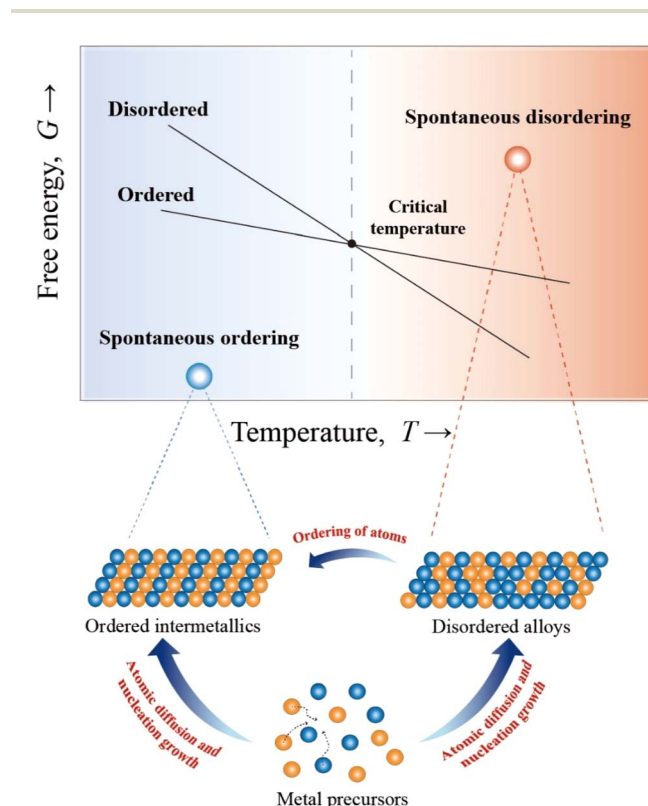 Free energy, G →
Disordered
Ordered
Spontaneous disordering
Critical
temperature
Spontaneous ordering
Temperature, T →
Ordering of atoms
Ordered intermetallics
Disordered alloys
Atomic diffusion and
nucleation growth
Atomic diffusion and
nucleation growth
Metal precursors